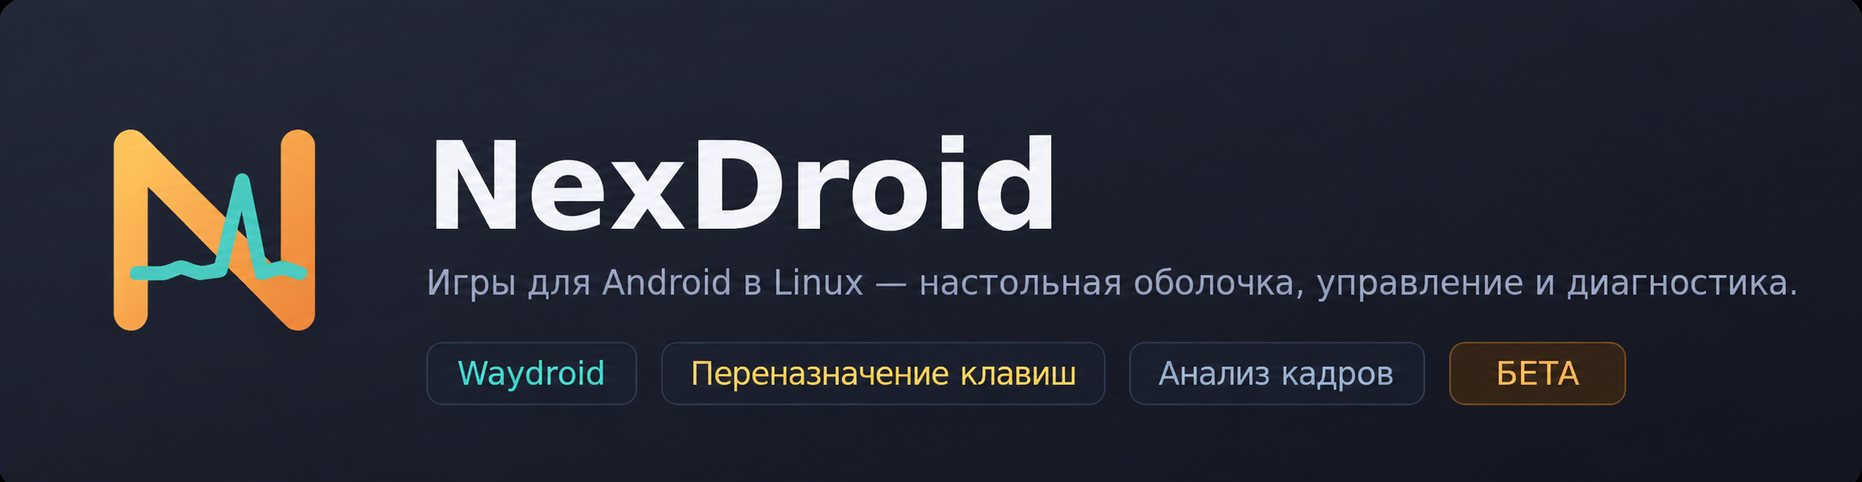 NexDroid
Игры для Android в Linux — настольная оболочка, управление и диагностика.
Waydroid Переназначение клавиш Анализ кадров БЕТА